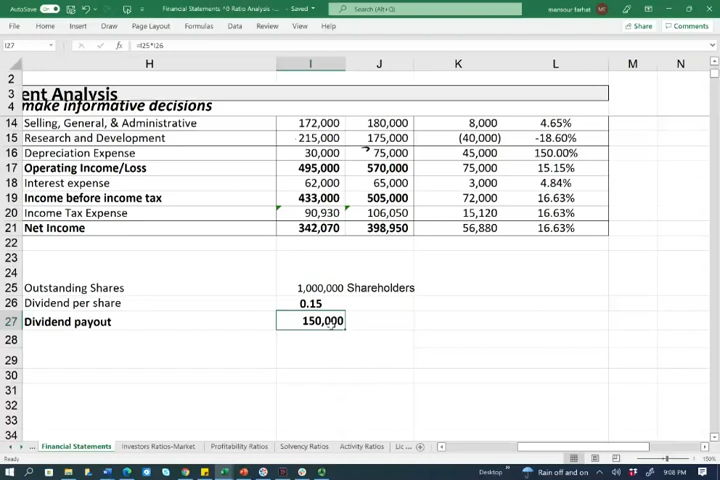 AutoSave On Financial Statements ^0 Ratio Analysis - Saved Search (Alt+Q) mansour farhat MF
File Home Insert Draw Page Layout Formulas Data Review View Help Share Comments
I27 fx =I25*I26
H I J K L M N
2
3 ent Analysis
4 make informative decisions
14 Selling, General, & Administrative 172,000 180,000 8,000 4.65%
15 Research and Development 215,000 175,000 (40,000) -18.60%
16 Depreciation Expense 30,000 75,000 45,000 150.00%
17 Operating Income/Loss 495,000 570,000 75,000 15.15%
18 Interest expense 62,000 65,000 3,000 4.84%
19 Income before income tax 433,000 505,000 72,000 16.63%
20 Income Tax Expense 90,930 106,050 15,120 16.63%
21 Net Income 342,070 398,950 56,880 16.63%
22
23
24
25 Outstanding Shares 1,000,000 Shareholders
26 Dividend per share 0.15
27 Dividend payout 150,000
28
29
30
31
32
33
34
... Financial Statements Investors Ratios-Market Profitability Ratios Solvency Ratios Activity Ratios Lic ...
Ready 150%
Desktop Rain off and on 9:08 PM